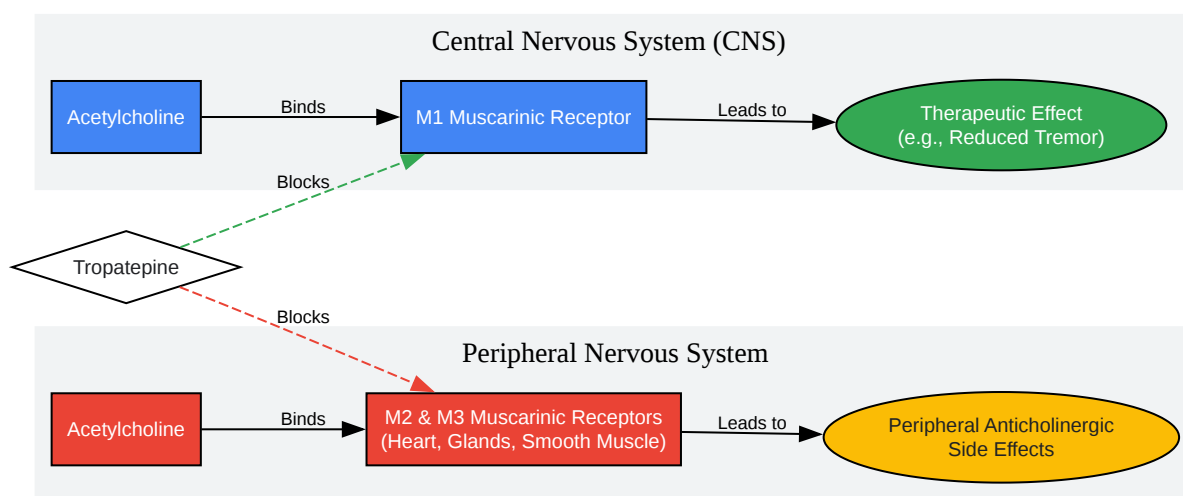 Central Nervous System (CNS)
Acetylcholine
Binds
M1 Muscarinic Receptor
Leads to
Therapeutic Effect
(e.g., Reduced Tremor)
Blocks
Tropatepine
Blocks
Peripheral Nervous System
Acetylcholine
Binds
M2 & M3 Muscarinic Receptors
(Heart, Glands, Smooth Muscle)
Leads to
Peripheral Anticholinergic
Side Effects